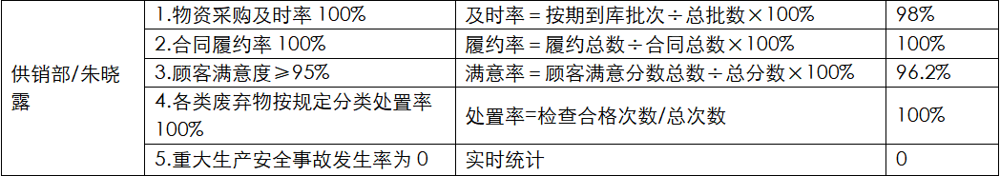 供销部/朱晓
露
1.物资采购及时率 100%
及时率＝按期到库批次÷总批数×100%
98%
2.合同履约率 100%
履约率＝履约总数÷合同总数×100%
100%
3.顾客满意度≥95%
满意率＝顾客满意分数总数÷总分数×100%
96.2%
4.各类废弃物按规定分类处置率
100%
处置率=检查合格次数/总次数
100%
5.重大生产安全事故发生率为 0
实时统计
0